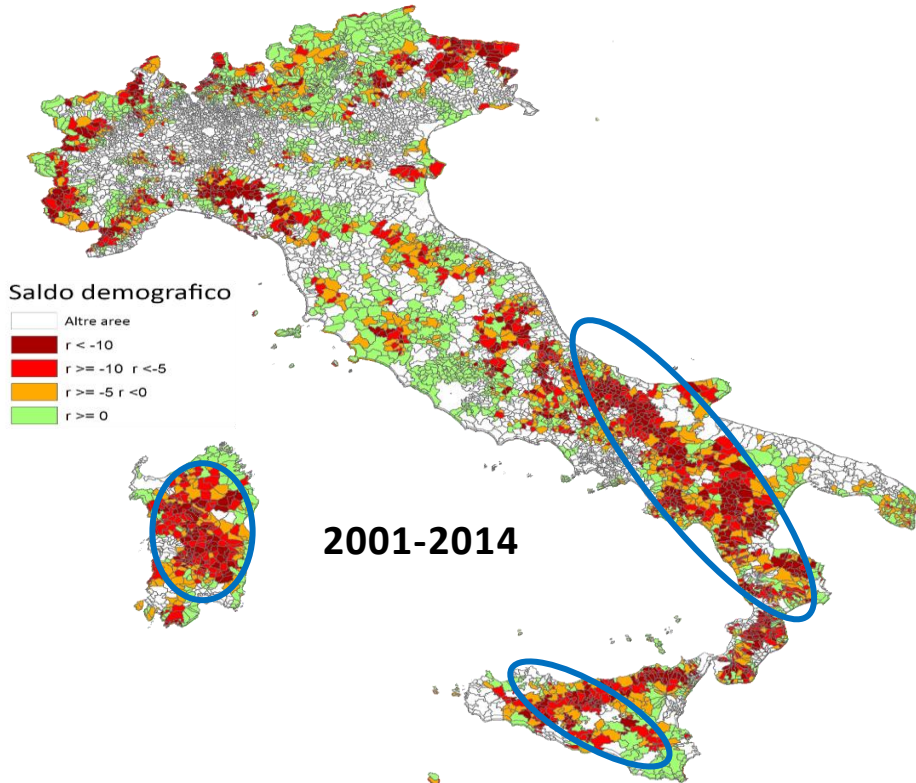 Saldo demografico
Altre aree
r < -10
r >= -10 r <-5
r >= -5 r <0
r >= 0
2001-2014